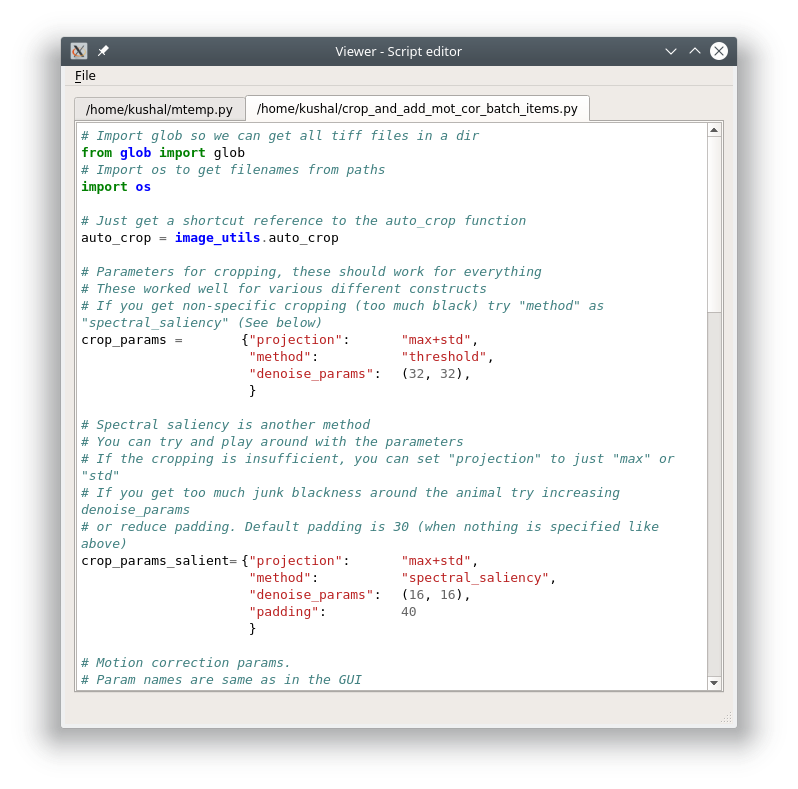 Viewer - Script editor
File
/home/kushal/mtemp.py /home/kushal/crop_and_add_mot_cor_batch_items.py
# Import glob so we can get all tiff files in a dir
from glob import glob
# Import os to get filenames from paths
import os
# Just get a shortcut reference to the auto_crop function
auto_crop = image_utils.auto_crop
# Parameters for cropping, these should work for everything
# These worked well for various different constructs
# If you get non-specific cropping (too much black) try "method" as
"spectral_saliency" (See below)
crop_params = {"projection": "max+std",
"method": "threshold",
"denoise_params": (32, 32),
}
# Spectral saliency is another method
# You can try and play around with the parameters
# If the cropping is insufficient, you can set "projection" to just "max" or
"std"
# If you get too much junk blackness around the animal try increasing
denoise_params
# or reduce padding. Default padding is 30 (when nothing is specified like
above)
crop_params_salient= {"projection": "max+std",
"method": "spectral_saliency",
"denoise_params": (16, 16),
"padding": 40
}
# Motion correction params.
# Param names are same as in the GUI